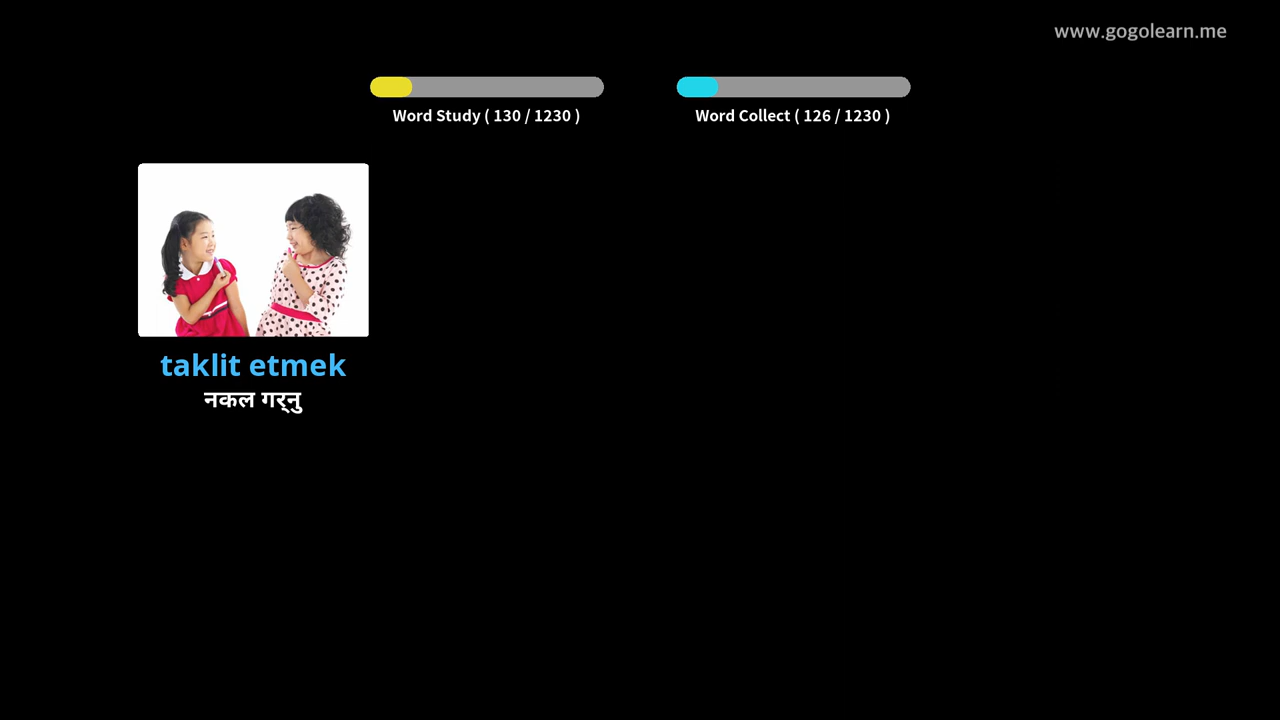 www.gogolearn.me
Word Study ( 130 / 1230 )
Word Collect ( 126 / 1230 )
taklit etmek
नकल गर्‍नु